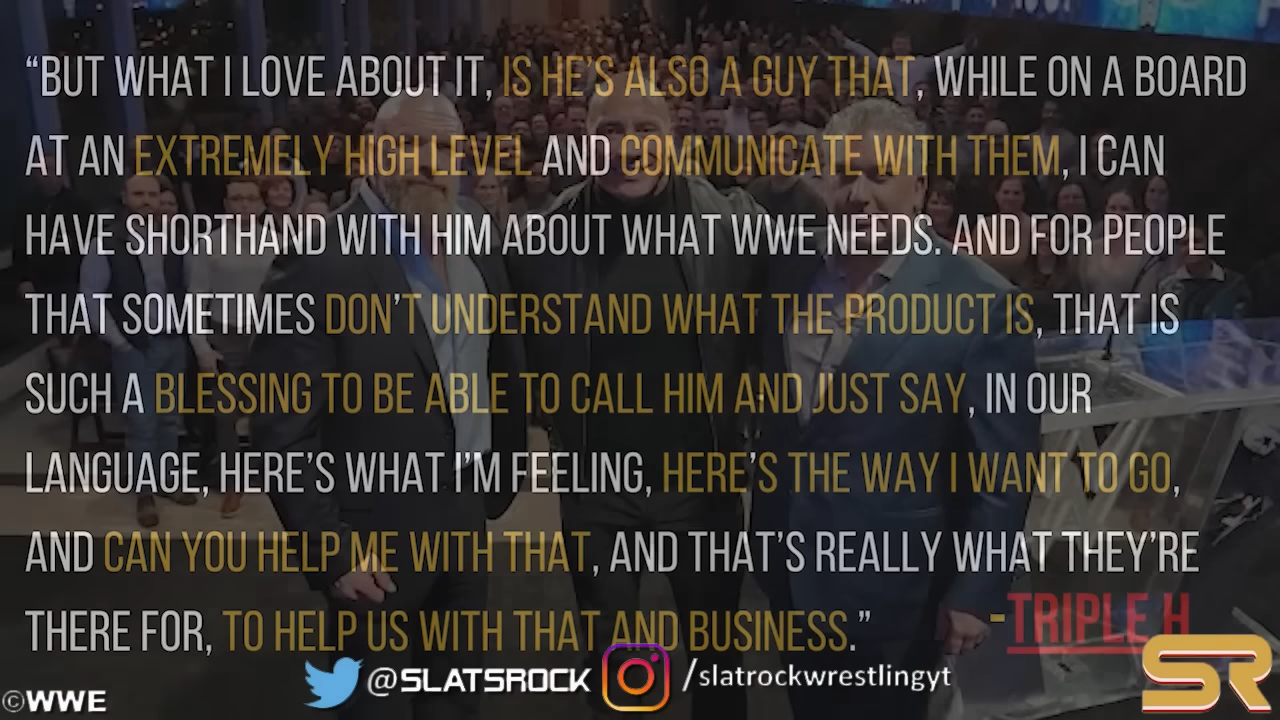 “BUT WHAT I LOVE ABOUT IT, IS HE’S ALSO A GUY THAT, WHILE ON A BOARD
AT AN EXTREMELY HIGH LEVEL AND COMMUNICATE WITH THEM, I CAN
HAVE SHORTHAND WITH HIM ABOUT WHAT WWE NEEDS. AND FOR PEOPLE
THAT SOMETIMES DON’T UNDERSTAND WHAT THE PRODUCT IS, THAT IS
SUCH A BLESSING TO BE ABLE TO CALL HIM AND JUST SAY, IN OUR
LANGUAGE, HERE’S WHAT I’M FEELING, HERE’S THE WAY I WANT TO GO,
AND CAN YOU HELP ME WITH THAT, AND THAT’S REALLY WHAT THEY’RE
THERE FOR, TO HELP US WITH THAT AND BUSINESS.”
-TRIPLE H
@SLATSROCK
/slatrockwrestlingyt
©WWE
SR